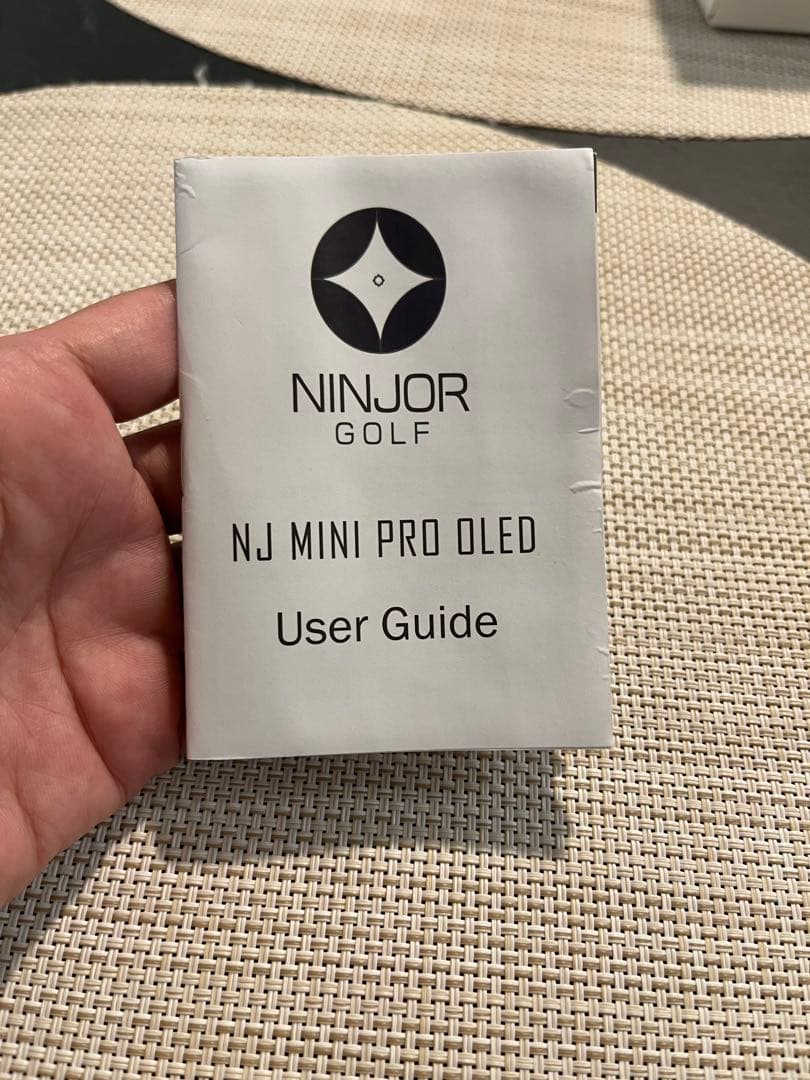 NINJOR
GOLF
NJ MINI PRO OLED
User Guide